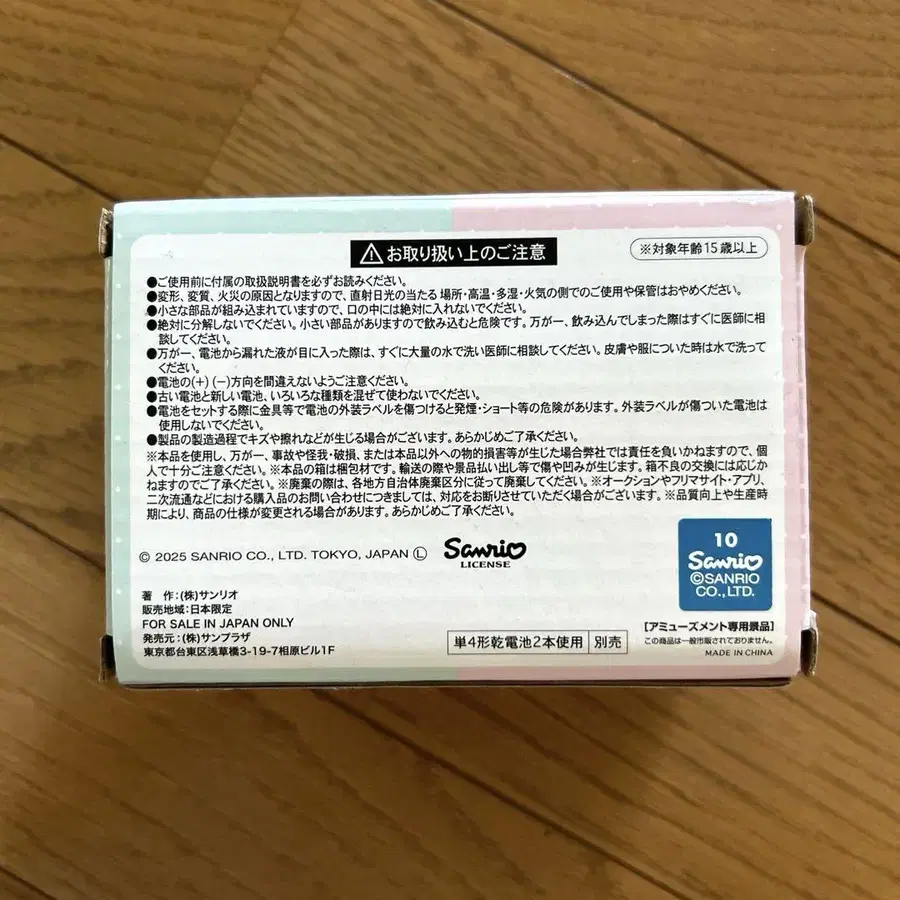 ⚠お取り扱い上のご注意
※対象年齢15歳以上
●ご使用前に付属の取扱説明書を必ずお読みください。
●変形、変質、火災の原因となりますので、直射日光の当たる 場所・高温・多湿・火気の側でのご使用や保管はおやめください。
●小さな部品が組み込まれていますので、口の中には絶対に入れないでください。
●絶対に分解しないでください。小さい部品がありますので飲み込むと危険です。万が一、飲み込んでしまった際はすぐに医師に相
談してください。
●万が一、電池から漏れた液が目に入った際は、すぐに大量の水で洗い医師に相談してください。皮膚や服についた時は水で洗って
ください。
●電池の(+) (−)方向を間違えないようご注意ください。
●古い電池と新しい電池、いろいろな種類を混ぜて使わないでください。
●電池をセットする際に金具等で電池の外装ラベルを傷つけると発煙・ショート等の危険があります。外装ラベルが傷ついた電池は
使用しないでください。
●製品の製造過程でキズや擦れなどが生じる場合がございます。あらかじめご了承ください。
※本品を使用し、万が一、事故や怪我・破損、または本品以外への物的損害等が生じた場合弊社では責任を負いかねますので、個
人で十分ご注意ください。※本品の箱は梱包材です。輸送の際や景品払い出し等で傷や凹みが生じます。箱不良の交換には応じか
ねますのでご了承ください。※廃棄の際は、各地方自治体廃棄区分に従って廃棄してください。※オークションやフリマサイト・アプリ、
二次流通などにおける購入品のお問い合わせにつきましては、対応をお断りさせていただく場合がございます。※品質向上や生産時
期により、商品の仕様が変更される場合があります。あらかじめご了承ください。
© 2025 SANRIO CO., LTD. TOKYO, JAPAN Ⓛ
Sanrio
LICENSE
10
Sanrio
©SANRIO
CO.,LTD.
著　作:(株)サンリオ
販売地域:日本限定
FOR SALE IN JAPAN ONLY
発売元:(株)サンプラザ
東京都台東区浅草橋3-19-7相原ビル1F
単4形乾電池2本使用 別売
【アミューズメント専用景品】
この商品は一般市販されておりません。
MADE IN CHINA